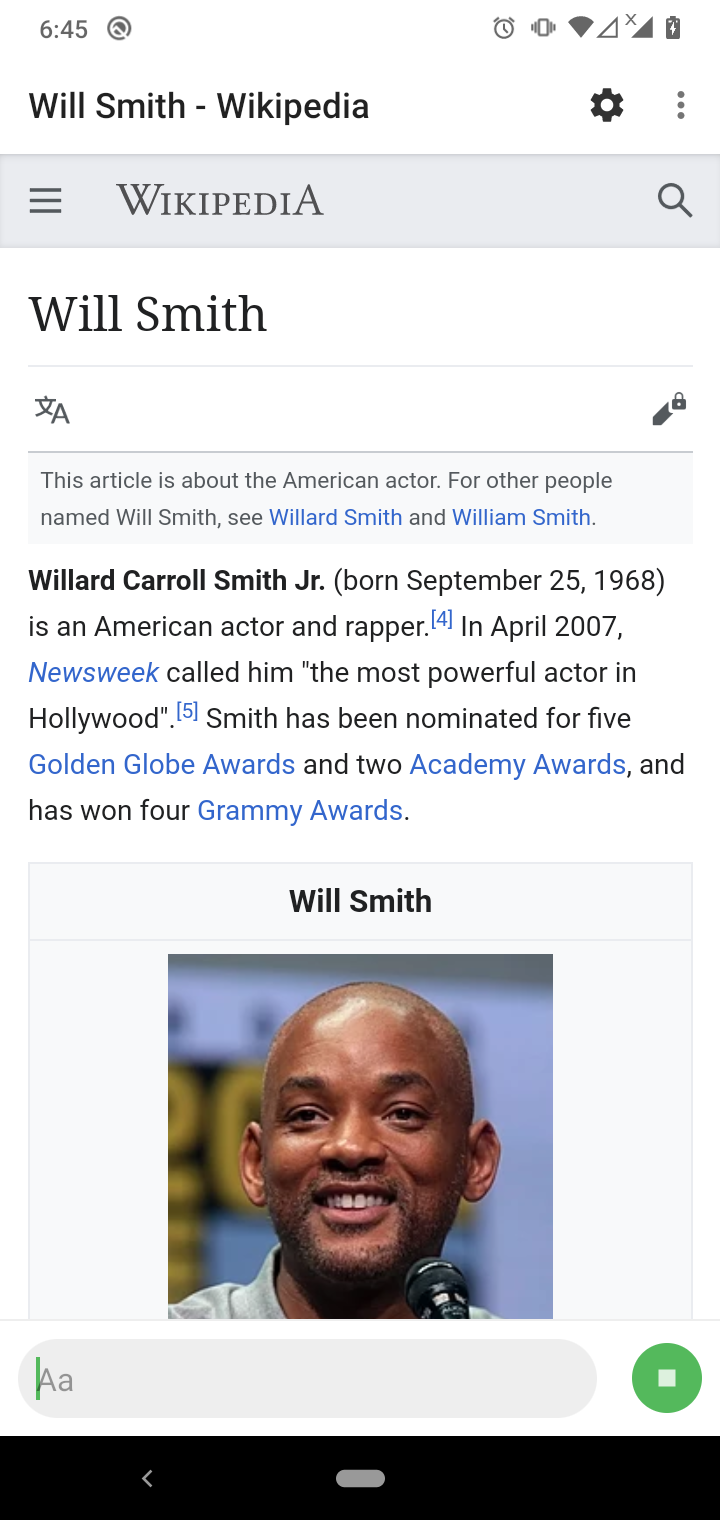 6:45
X
Will Smith - Wikipedia
WIKIPEDIA
Will Smith
文A
This article is about the American actor. For other people
named Will Smith, see Willard Smith and William Smith.
Willard Carroll Smith Jr. (born September 25, 1968)
is an American actor and rapper.[4] In April 2007,
Newsweek called him "the most powerful actor in
Hollywood".[5] Smith has been nominated for five
Golden Globe Awards and two Academy Awards, and
has won four Grammy Awards.
Will Smith
Aa